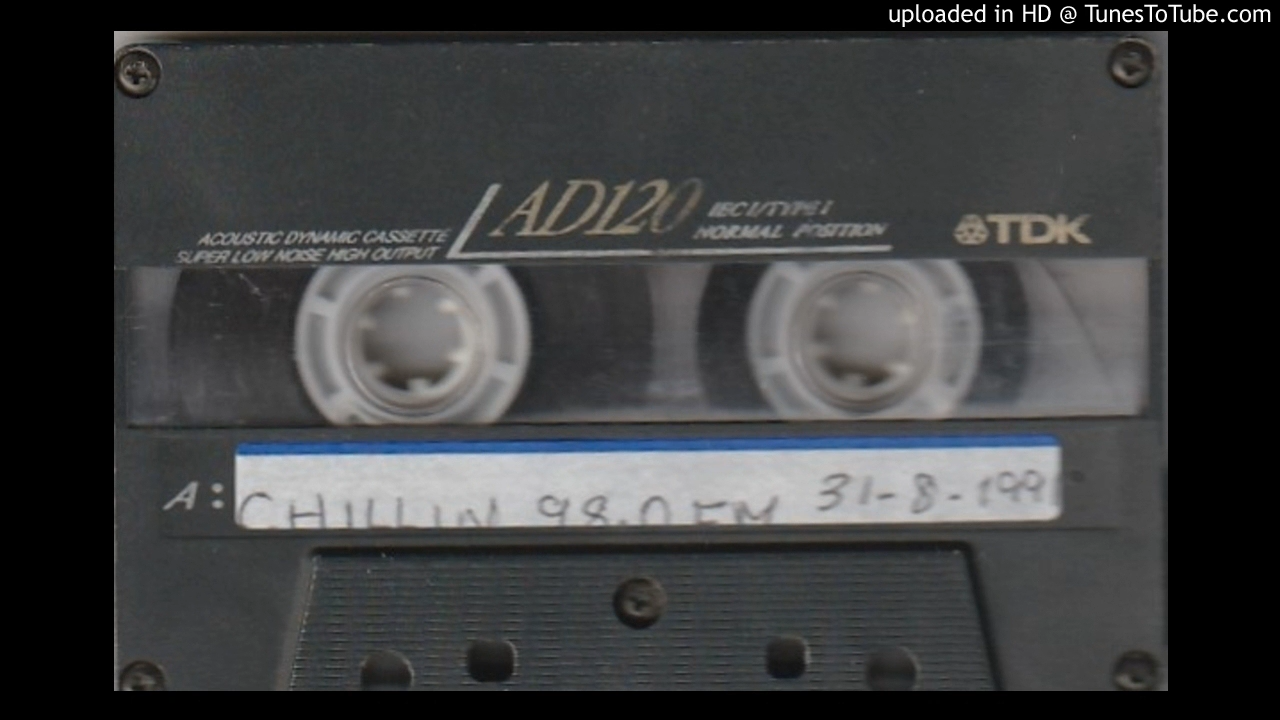 uploaded in HD @ TunesToTube.com
AD120
IEC I/TYPE I
NORMAL POSITION
ACOUSTIC DYNAMIC CASSETTE
SUPER LOW NOISE HIGH OUTPUT
TDK
A: CHILLIN 98.0 FM 31-8-1991